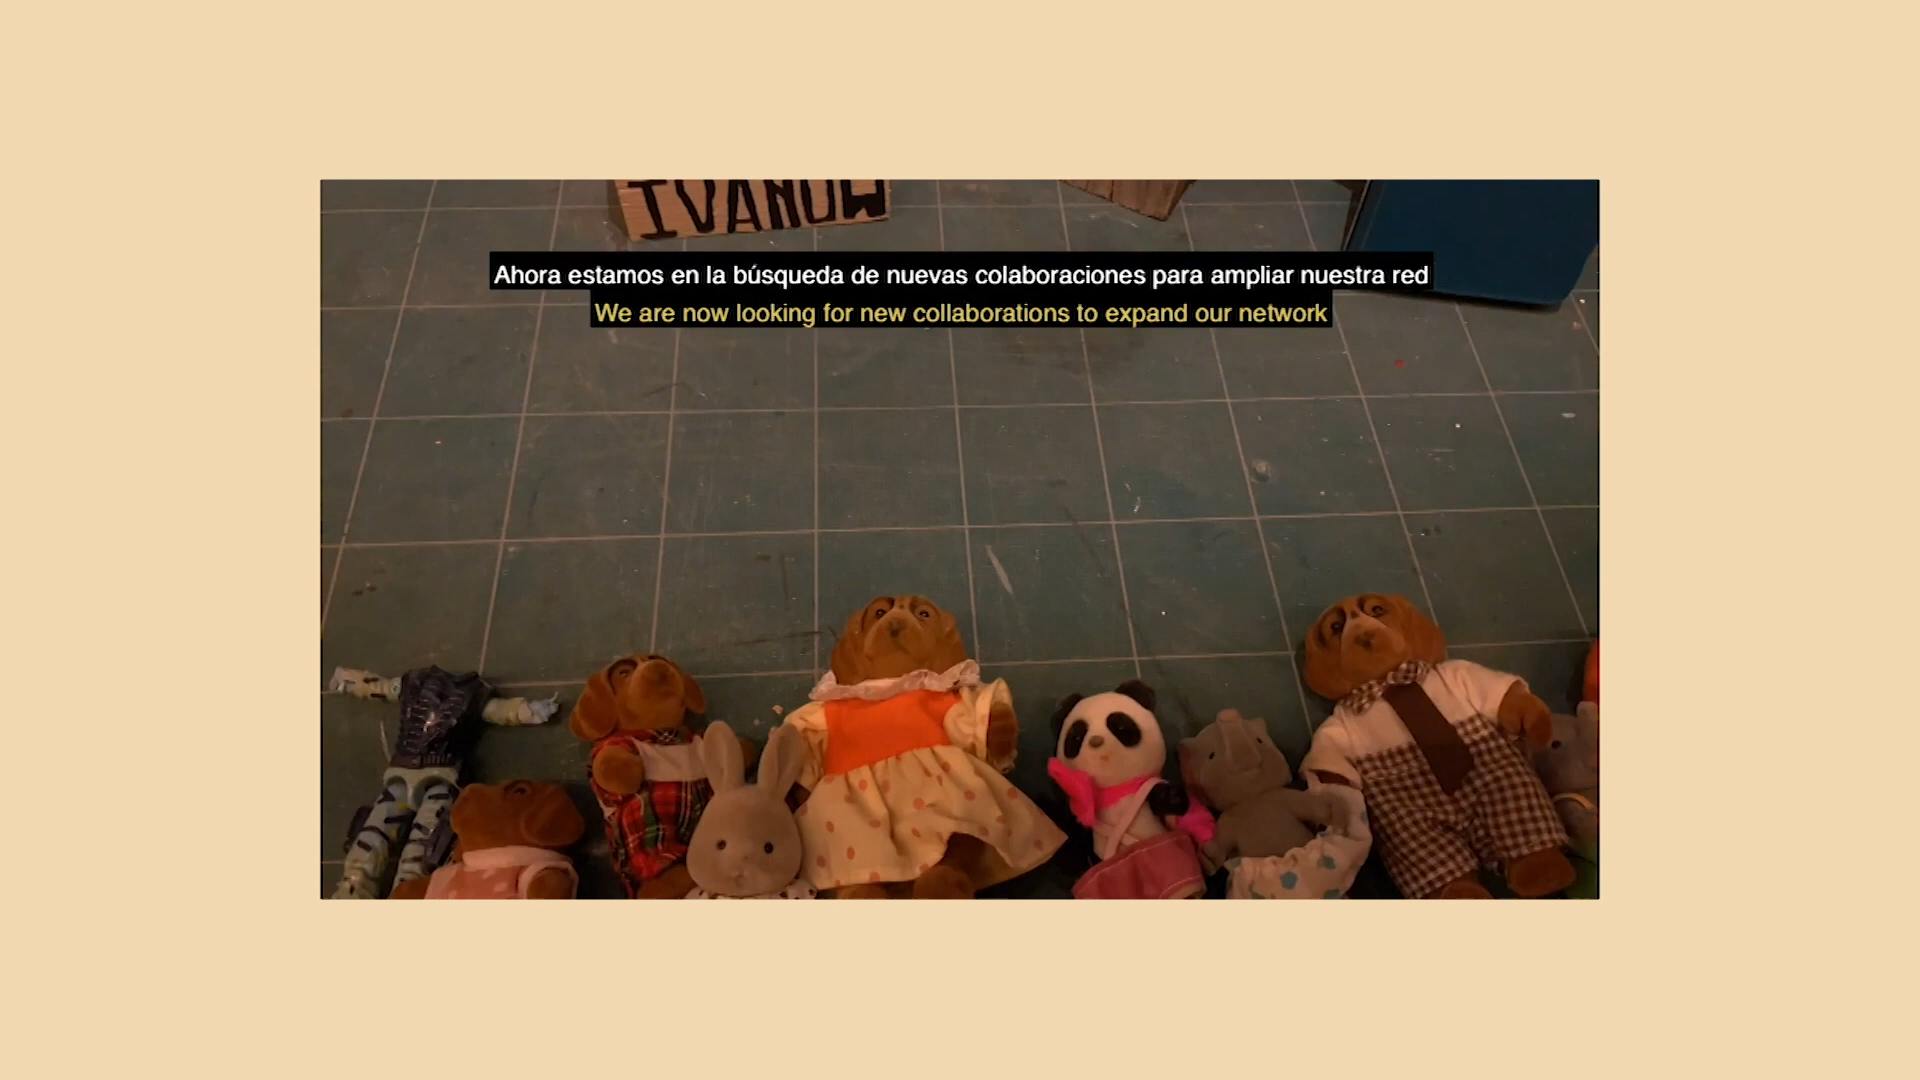 IVANOW
Ahora estamos en la búsqueda de nuevas colaboraciones para ampliar nuestra red
We are now looking for new collaborations to expand our network